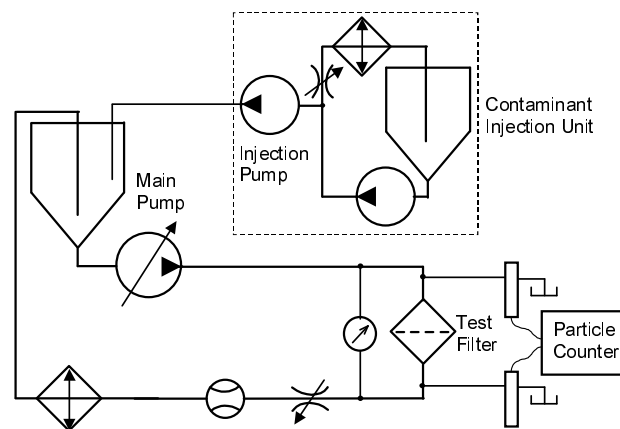 Contaminant
Injection Unit
Injection
Pump
Main
Pump
Test
Filter
Particle
Counter